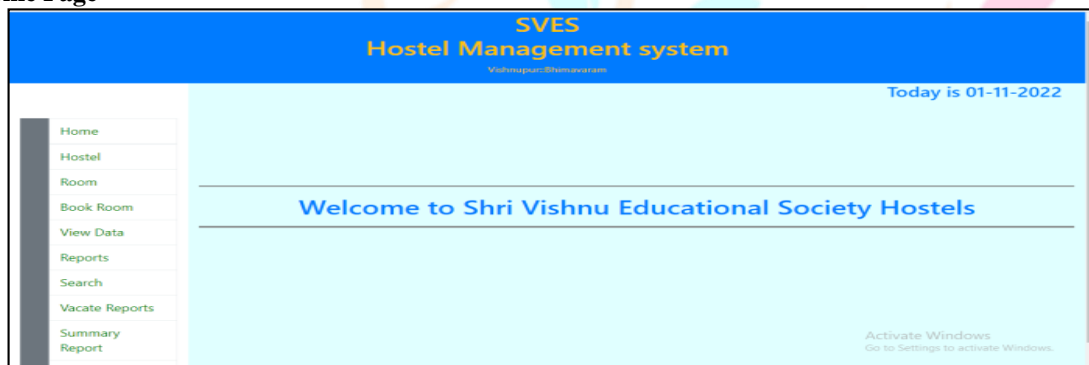 Page
SVES
Hostel Management system
Vishnupur::Bhimavaram
Today is 01-11-2022
Home
Hostel
Room
Book Room
View Data
Reports
Search
Vacate Reports
Summary
Report
Welcome to Shri Vishnu Educational Society Hostels
Activate Windows
Go to Settings to activate Windows.